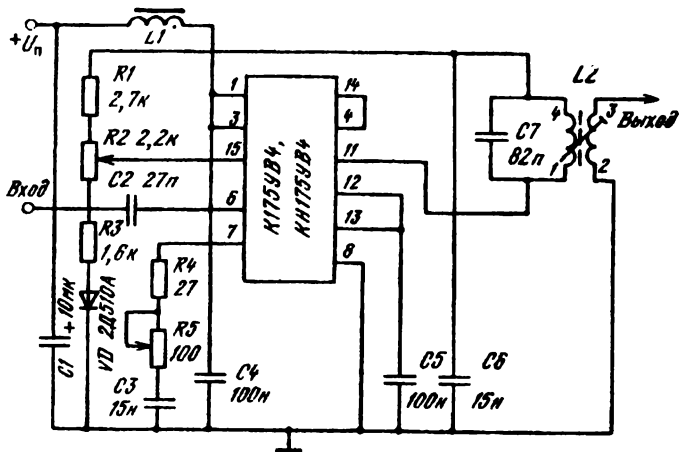 +Uп
L1
R1
2,7к
R2 2,2к
C2 27п
Вход
R3
1,6к
VD 2Д510А
+ 10мк
C1
R4
27
R5
100
C3
15н
C4
100н
1
3
15
6
7
К175УВ4,
КН175УВ4
14
4
11
12
13
8
C5
100н
C6
15н
C7
82п
L2
4
1
3
2
Выход